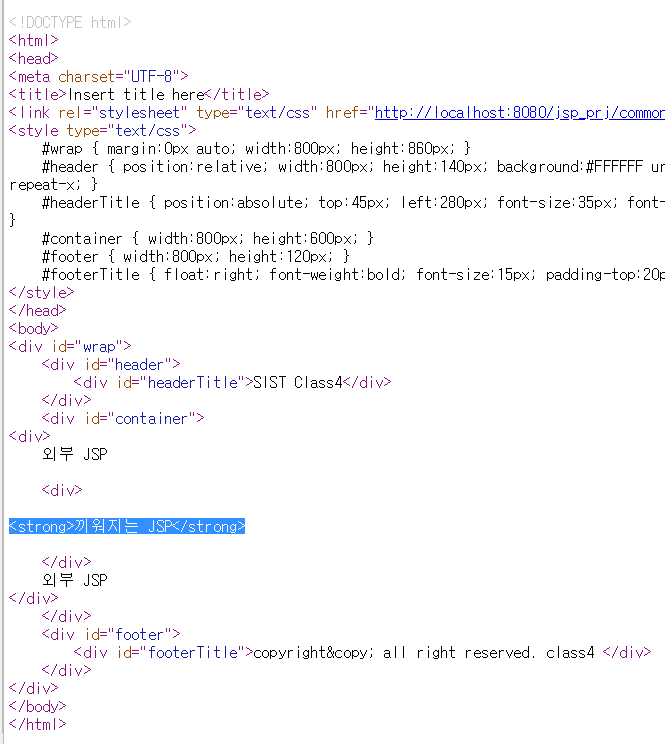 <!DOCTYPE html>
<html>
<head>
<meta charset="UTF-8">
<title>Insert title here</title>
<link rel="stylesheet" type="text/css" href="http://localhost:8080/jsp_prj/common
<style type="text/css">
#wrap { margin:0px auto; width:800px; height:860px; }
#header { position:relative; width:800px; height:140px; background:#FFFFFF ur
repeat-x; }
#headerTitle { position:absolute; top:45px; left:280px; font-size:35px; font-
}
#container { width:800px; height:600px; }
#footer { width:800px; height:120px; }
#footerTitle { float:right; font-weight:bold; font-size:15px; padding-top:20p
</style>
</head>
<body>
<div id="wrap">
<div id="header">
<div id="headerTitle">SIST Class4</div>
</div>
<div id="container">
<div>
외부 JSP
<div>
<strong>끼워지는 JSP</strong>
</div>
외부 JSP
</div>
</div>
<div id="footer">
<div id="footerTitle">copyright&copy; all right reserved. class4 </div>
</div>
</div>
</body>
</html>